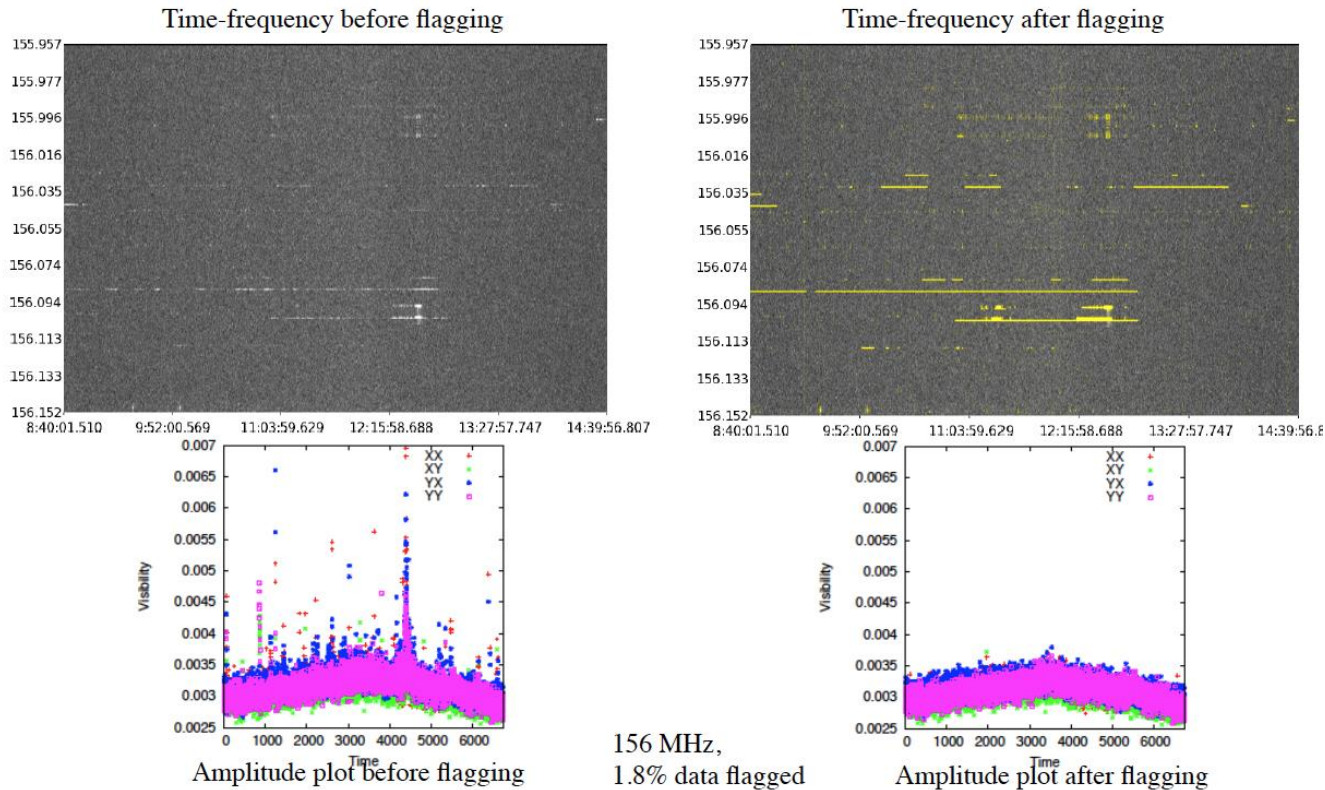 Time-frequency before flagging
155.957
155.977
155.996
156.016
156.035
156.055
156.074
156.094
156.113
156.133
156.152
8:40:01.510 9:52:00.569 11:03:59.629 12:15:58.688 13:27:57.747 14:39:56.807
Time-frequency after flagging
155.957
155.977
155.996
156.016
156.035
156.055
156.074
156.094
156.113
156.133
156.152
8:40:01.510 9:52:00.569 11:03:59.629 12:15:58.688 13:27:57.747 14:39:56.8
0.007
0.0065
0.006
0.0055
0.005
0.0045
0.004
0.0035
0.003
0.0025
Visibility
XX
XY
YX
YY
0 1000 2000 3000 4000 5000 6000
Time
Amplitude plot before flagging
156 MHz,
1.8% data flagged
0.007
0.0065
0.006
0.0055
0.005
0.0045
0.004
0.0035
0.003
0.0025
Visibility
XX
XY
YX
YY
0 1000 2000 3000 4000 5000 6000
Time
Amplitude plot after flagging